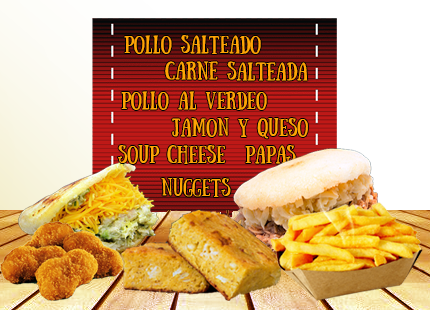 POLLO SALTEADO
CARNE SALTEADA
POLLO AL VERDEO
JAMON Y QUESO
SOUP CHEESE PAPAS
NUGGETS